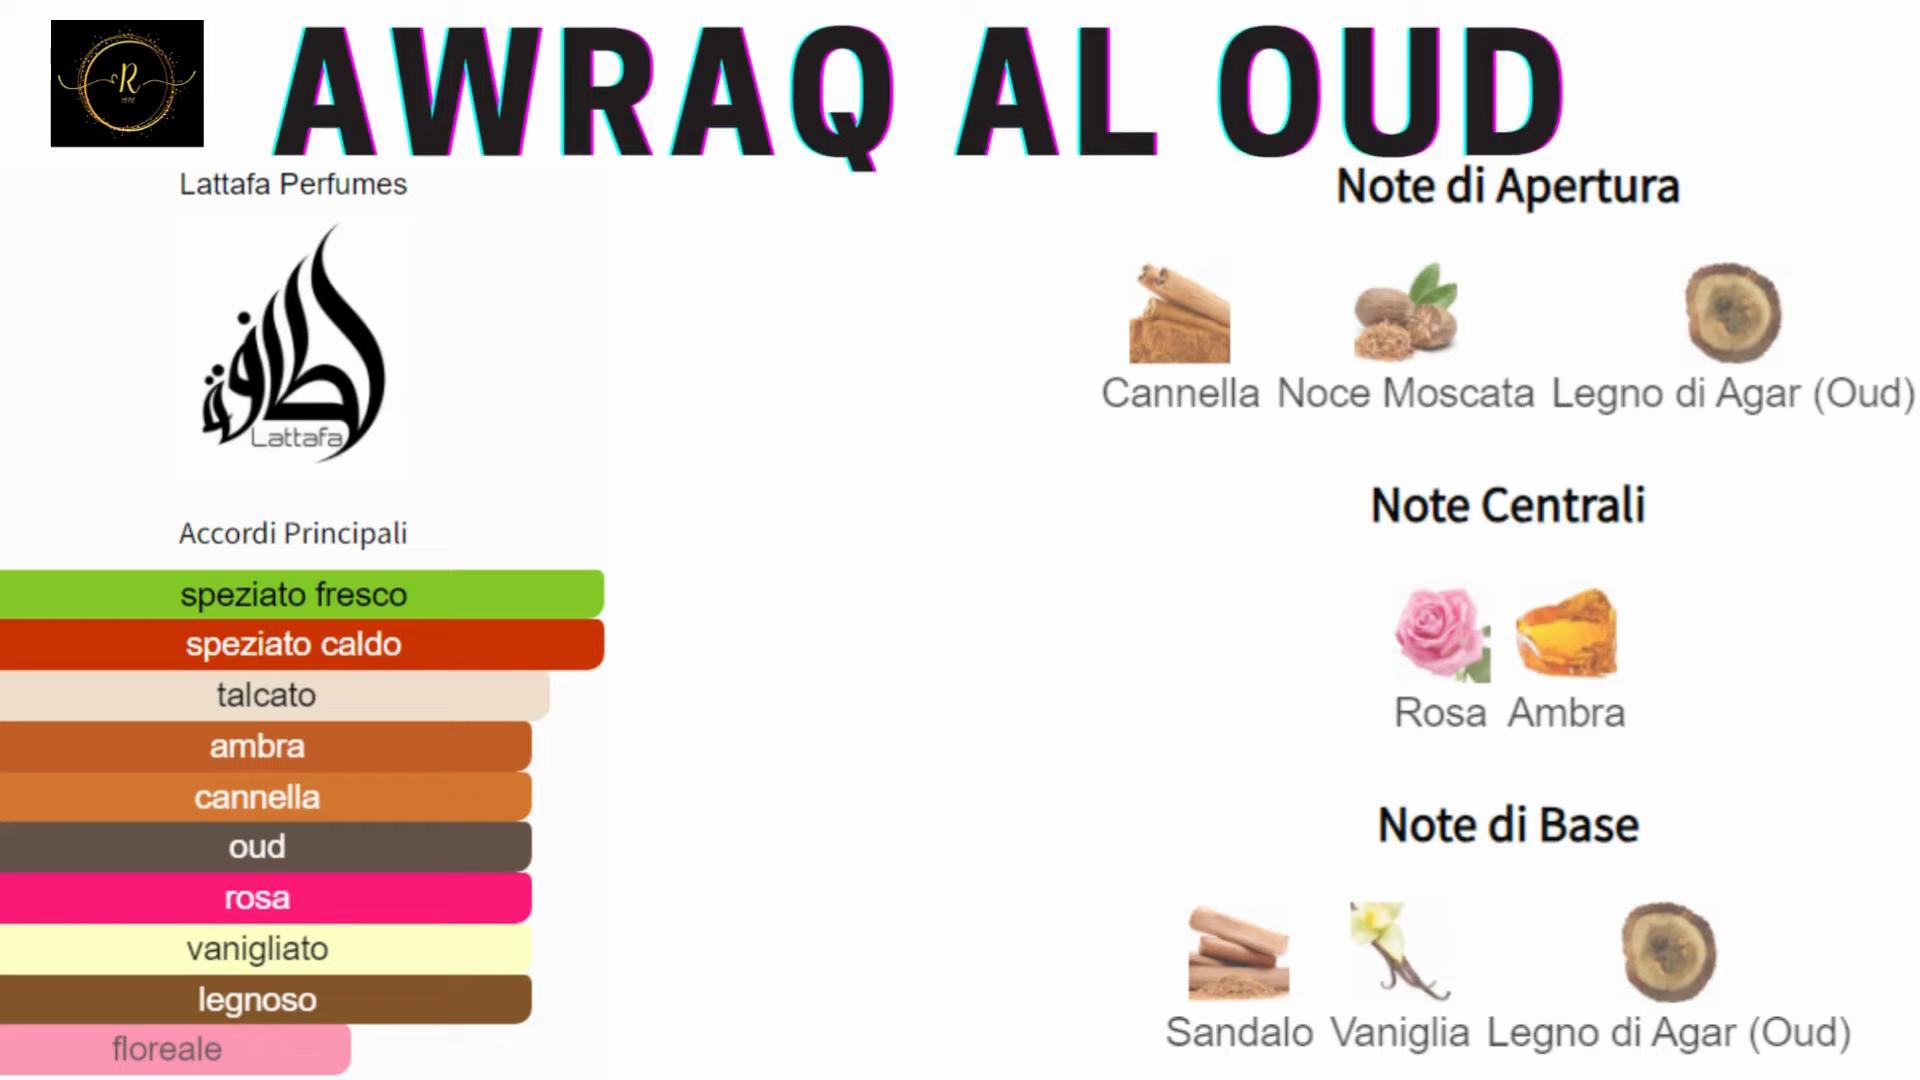 R
AWRAQ AL OUD
Lattafa Perfumes
لطافة
Lattafa
Accordi Principali
speziato fresco
speziato caldo
talcato
ambra
cannella
oud
rosa
vanigliato
legnoso
floreale
Note di Apertura
Cannella Noce Moscata Legno di Agar (Oud)
Note Centrali
Rosa Ambra
Note di Base
Sandalo Vaniglia Legno di Agar (Oud)